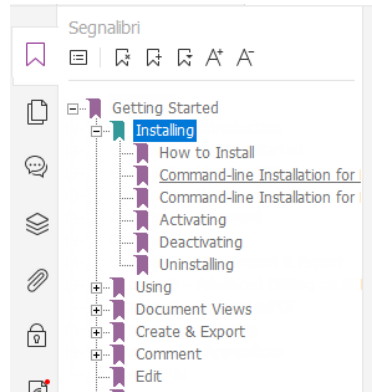 Segnalibri
A+ A-
Getting Started
Installing
How to Install
Command-line Installation for
Command-line Installation for
Activating
Deactivating
Uninstalling
Using
Document Views
Create & Export
Comment
Edit